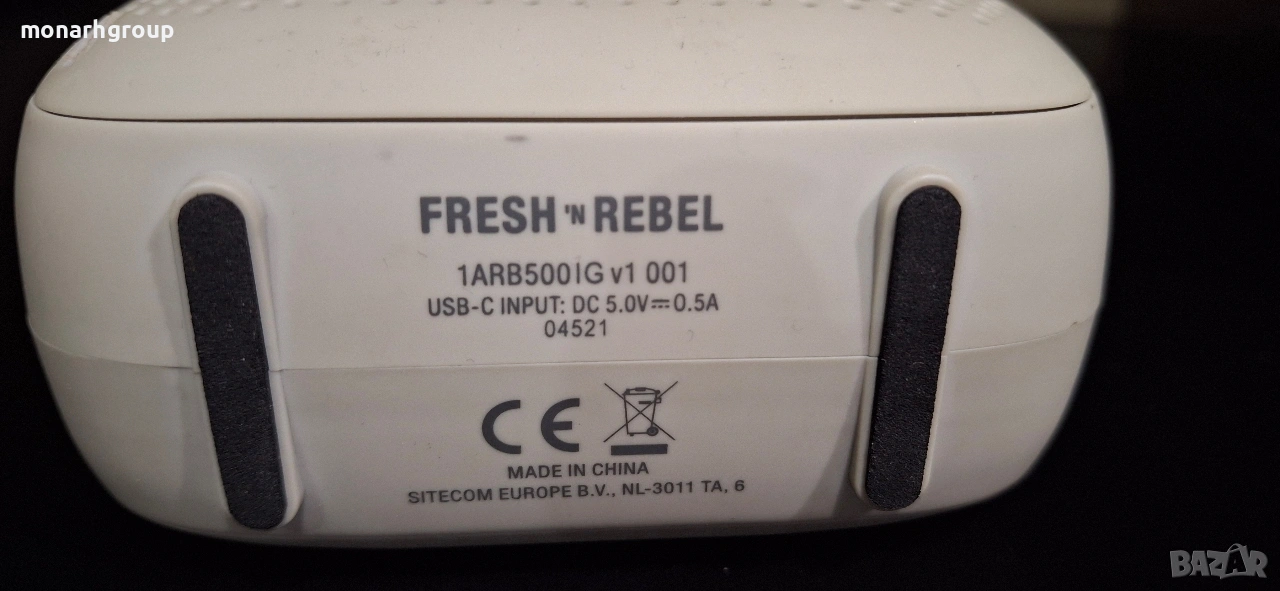 monarhgroup
FRESH 'N REBEL
1ARB500IG v1 001
USB-C INPUT: DC 5.0V⎓0.5A
04521
CE
MADE IN CHINA
SITECOM EUROPE B.V., NL-3011 TA, 6
BAZAR